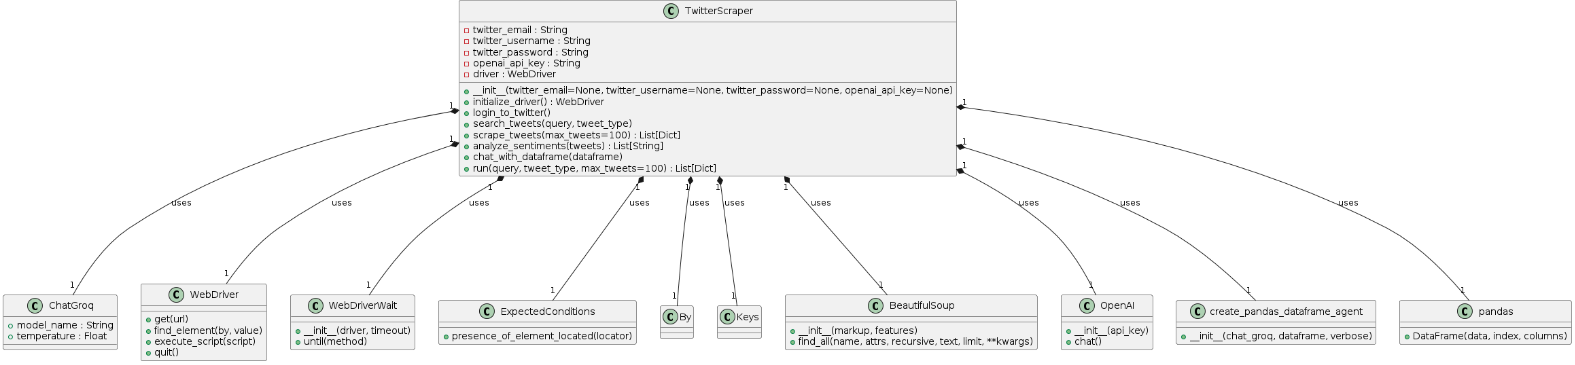 C TwitterScraper
twitter_email : String
twitter_username : String
twitter_password : String
openai_api_key : String
driver : WebDriver
__init__(twitter_email=None, twitter_username=None, twitter_password=None, openai_api_key=None)
initialize_driver() : WebDriver
login_to_twitter()
search_tweets(query, tweet_type)
scrape_tweets(max_tweets=100) : List[Dict]
analyze_sentiments(tweets) : List[String]
chat_with_dataframe(dataframe)
run(query, tweet_type, max_tweets=100) : List[Dict]
1 1 1 1 1 1 1 1 1 1
uses uses uses uses uses uses uses uses uses uses
1 1 1 1 1 1 1 1 1 1
C ChatGroq
model_name : String
temperature : Float
C WebDriver
get(url)
find_element(by, value)
execute_script(script)
quit()
C WebDriverWait
__init__(driver, timeout)
until(method)
C ExpectedConditions
presence_of_element_located(locator)
C By
C Keys
C BeautifulSoup
__init__(markup, features)
find_all(name, attrs, recursive, text, limit, **kwargs)
C OpenAI
__init__(api_key)
chat()
C create_pandas_dataframe_agent
__init__(chat_groq, dataframe, verbose)
C pandas
DataFrame(data, index, columns)